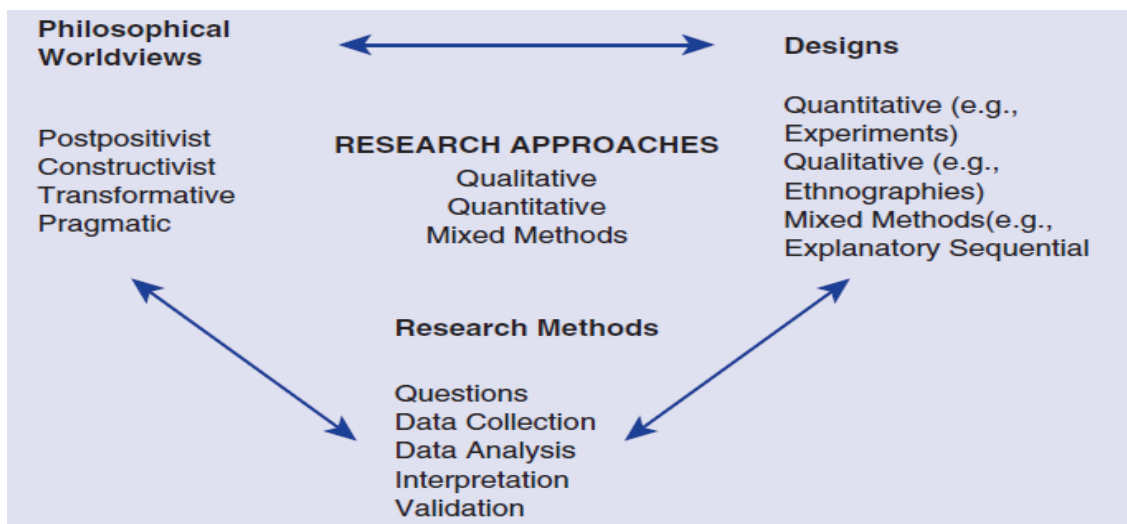 Philosophical
Worldviews
Postpositivist
Constructivist
Transformative
Pragmatic
RESEARCH APPROACHES
Qualitative
Quantitative
Mixed Methods
Designs
Quantitative (e.g.,
Experiments)
Qualitative (e.g.,
Ethnographies)
Mixed Methods(e.g.,
Explanatory Sequential
Research Methods
Questions
Data Collection
Data Analysis
Interpretation
Validation